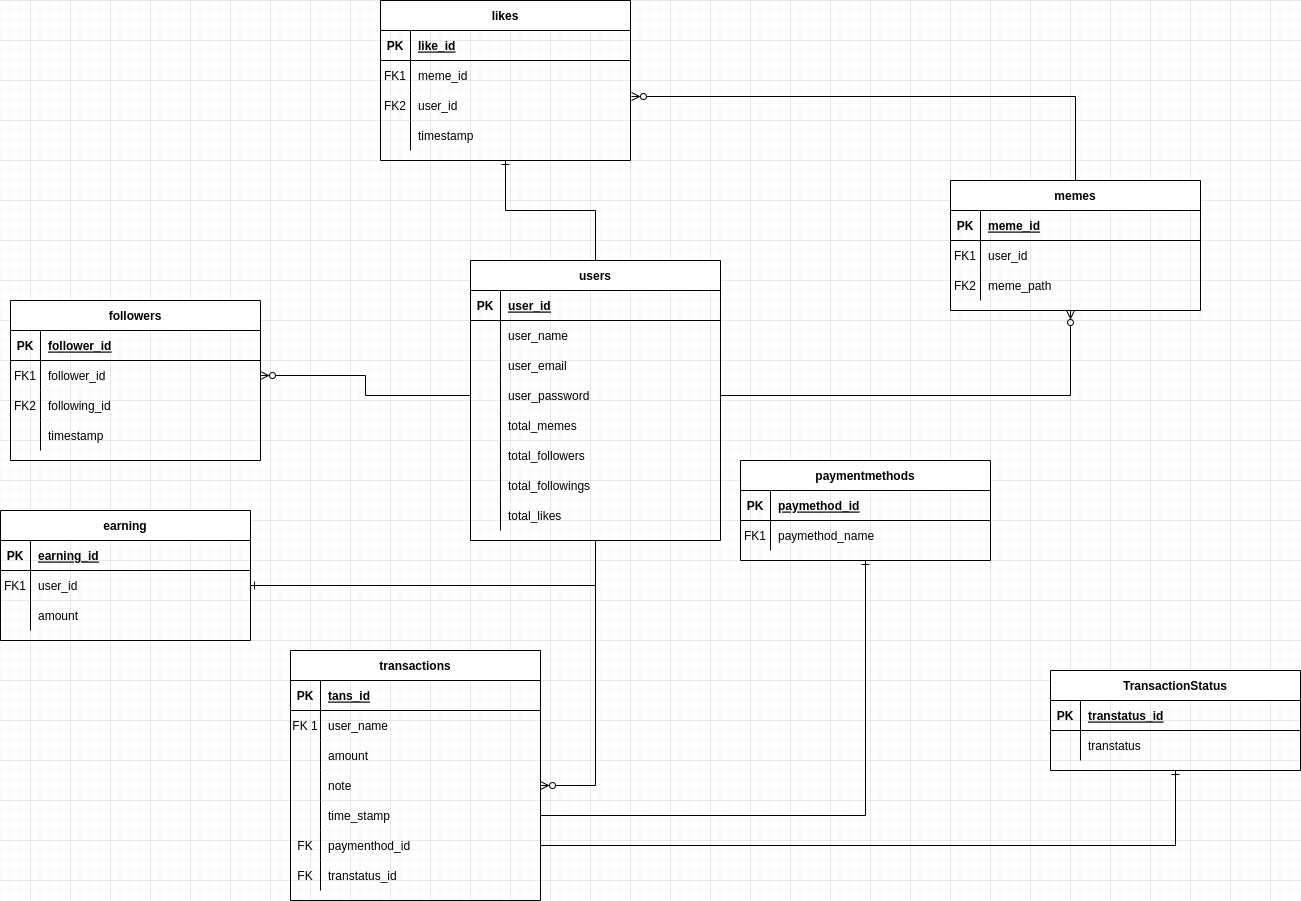 likes
PK like_id
FK1 meme_id
FK2 user_id
timestamp
memes
PK meme_id
FK1 user_id
FK2 meme_path
users
PK user_id
user_name
user_email
user_password
total_memes
total_followers
total_followings
total_likes
followers
PK follower_id
FK1 follower_id
FK2 following_id
timestamp
paymentmethods
PK paymethod_id
FK1 paymethod_name
earning
PK earning_id
FK1 user_id
amount
transactions
PK tans_id
FK 1 user_name
amount
note
time_stamp
FK paymenthod_id
FK transtatus_id
TransactionStatus
PK transtatus_id
transtatus